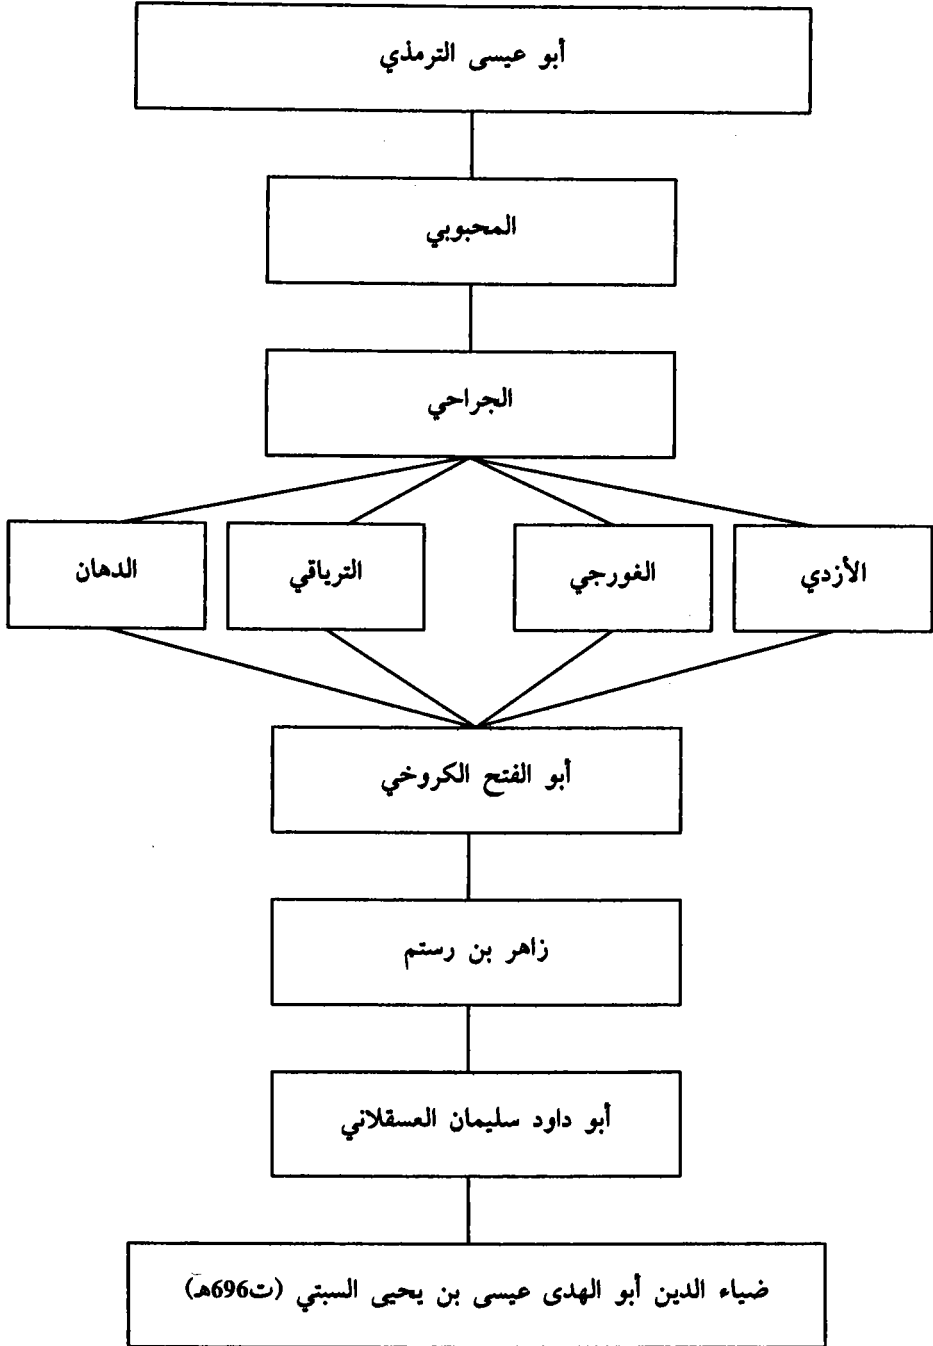 أبو عيسى الترمذي
المحبوبي
الجراحي
الأزدي
الغورجي
الترياقي
الدهان
أبو الفتح الكروخي
زاهر بن رستم
أبو داود سليمان العسقلاني
ضياء الدين أبو الهدى عيسى بن يحيى السبتي (ت696هـ)